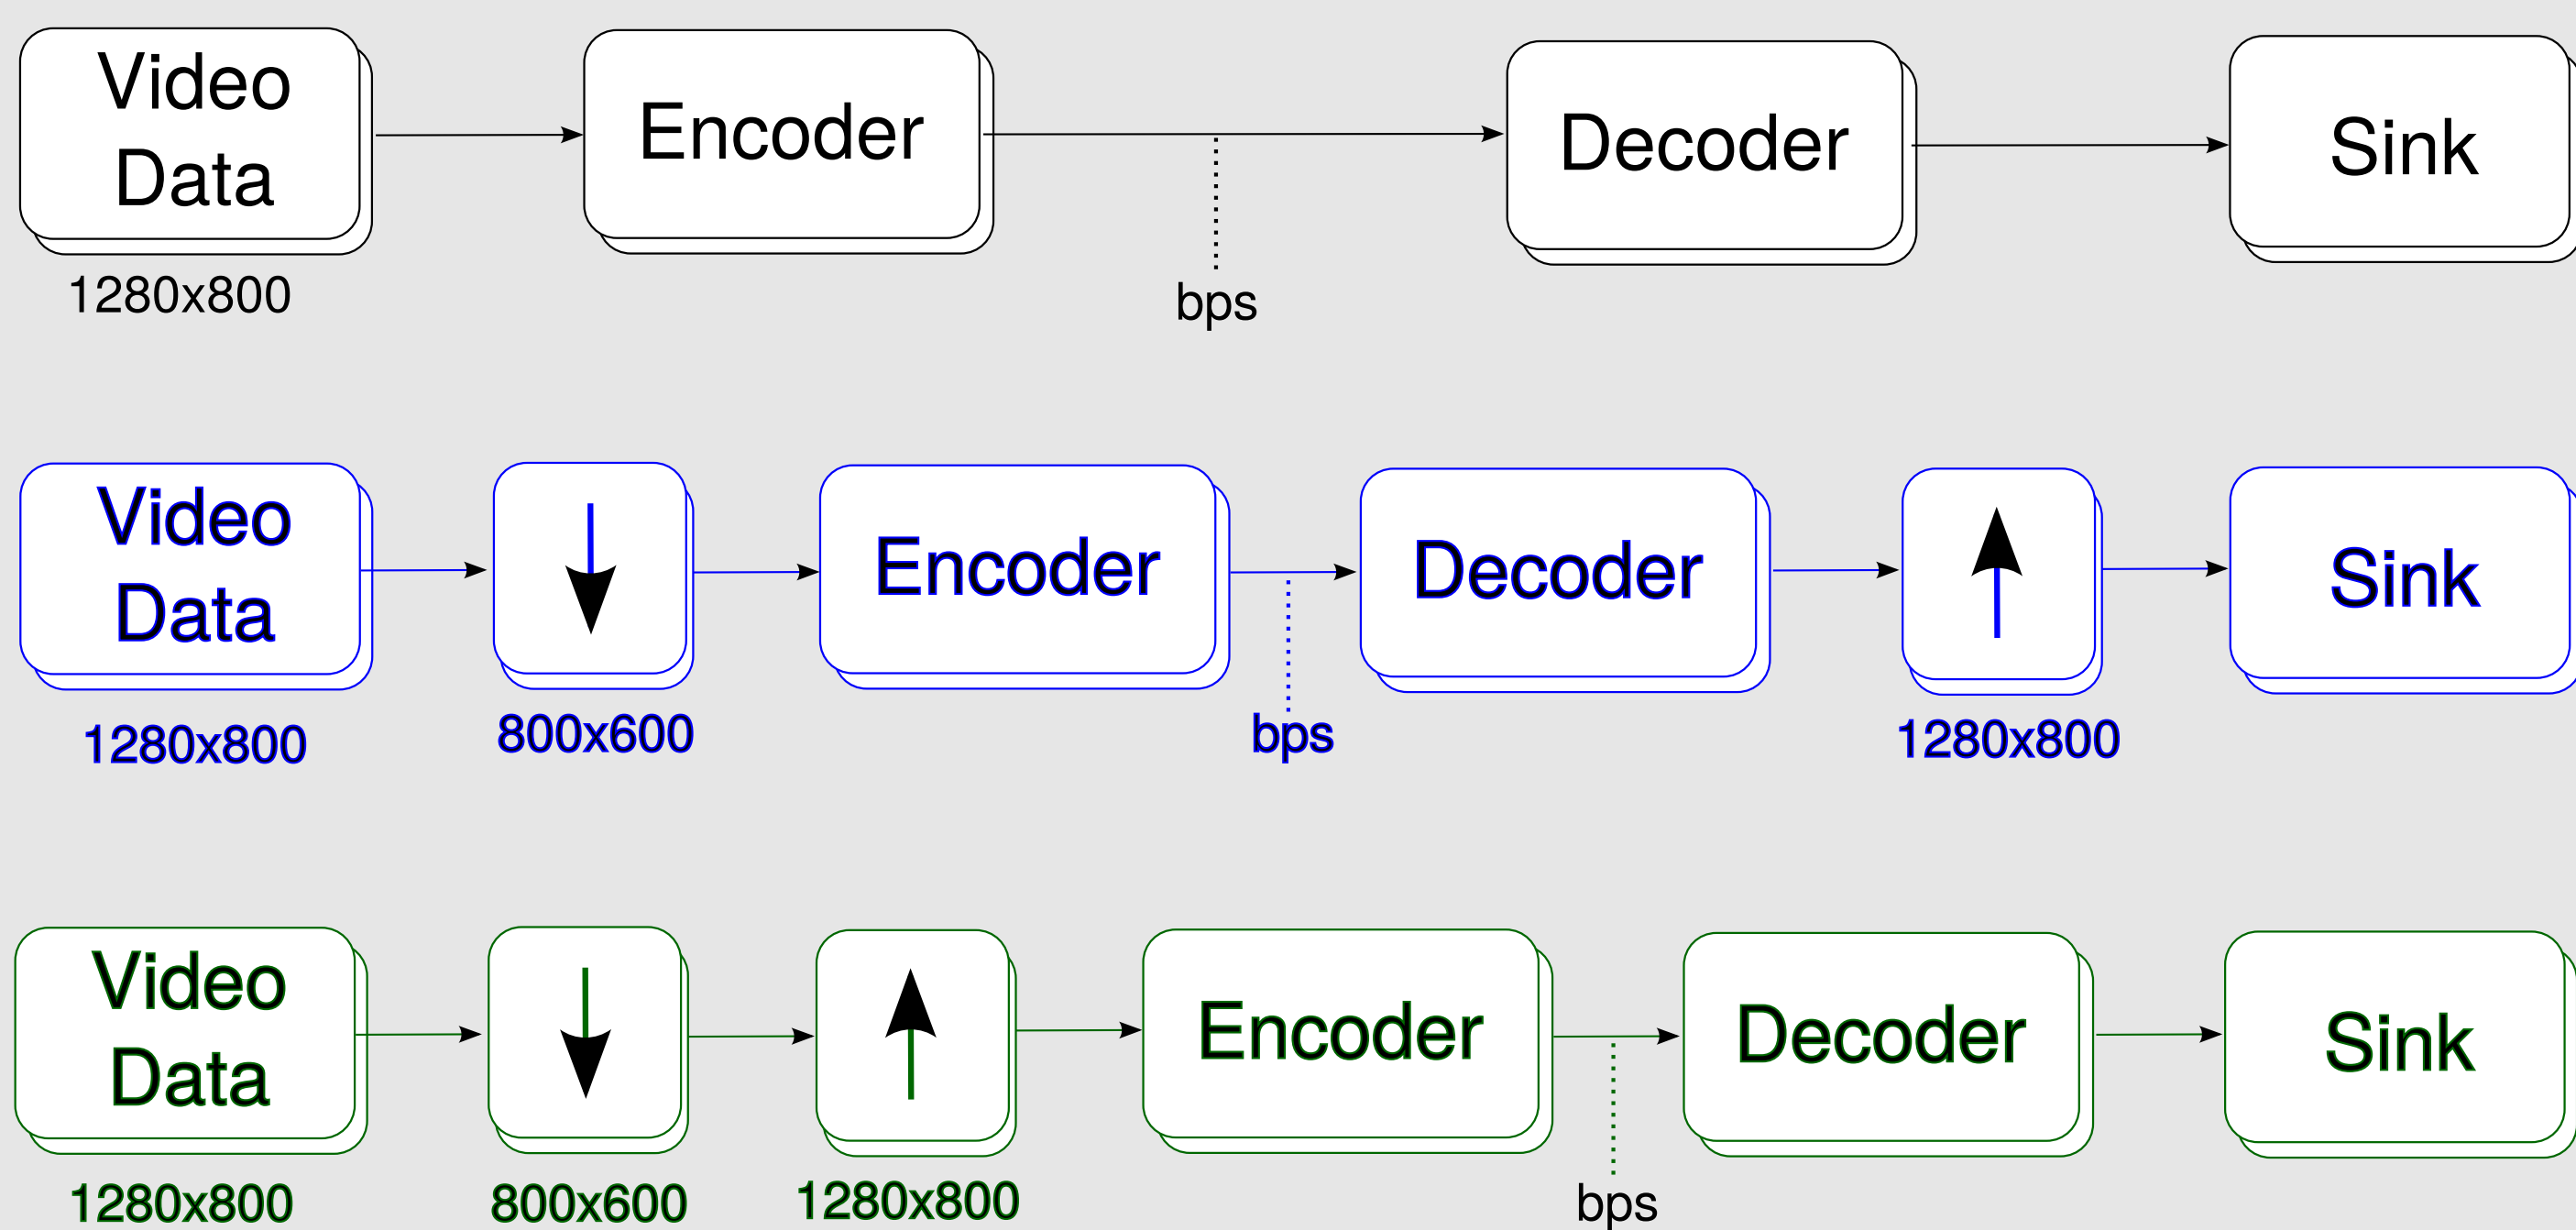 Video
Data
Encoder
Decoder
Sink
1280x800
bps
Video
Data
Encoder
Decoder
Sink
1280x800
800x600
bps
1280x800
Video
Data
Encoder
Decoder
Sink
1280x800
800x600
1280x800
bps